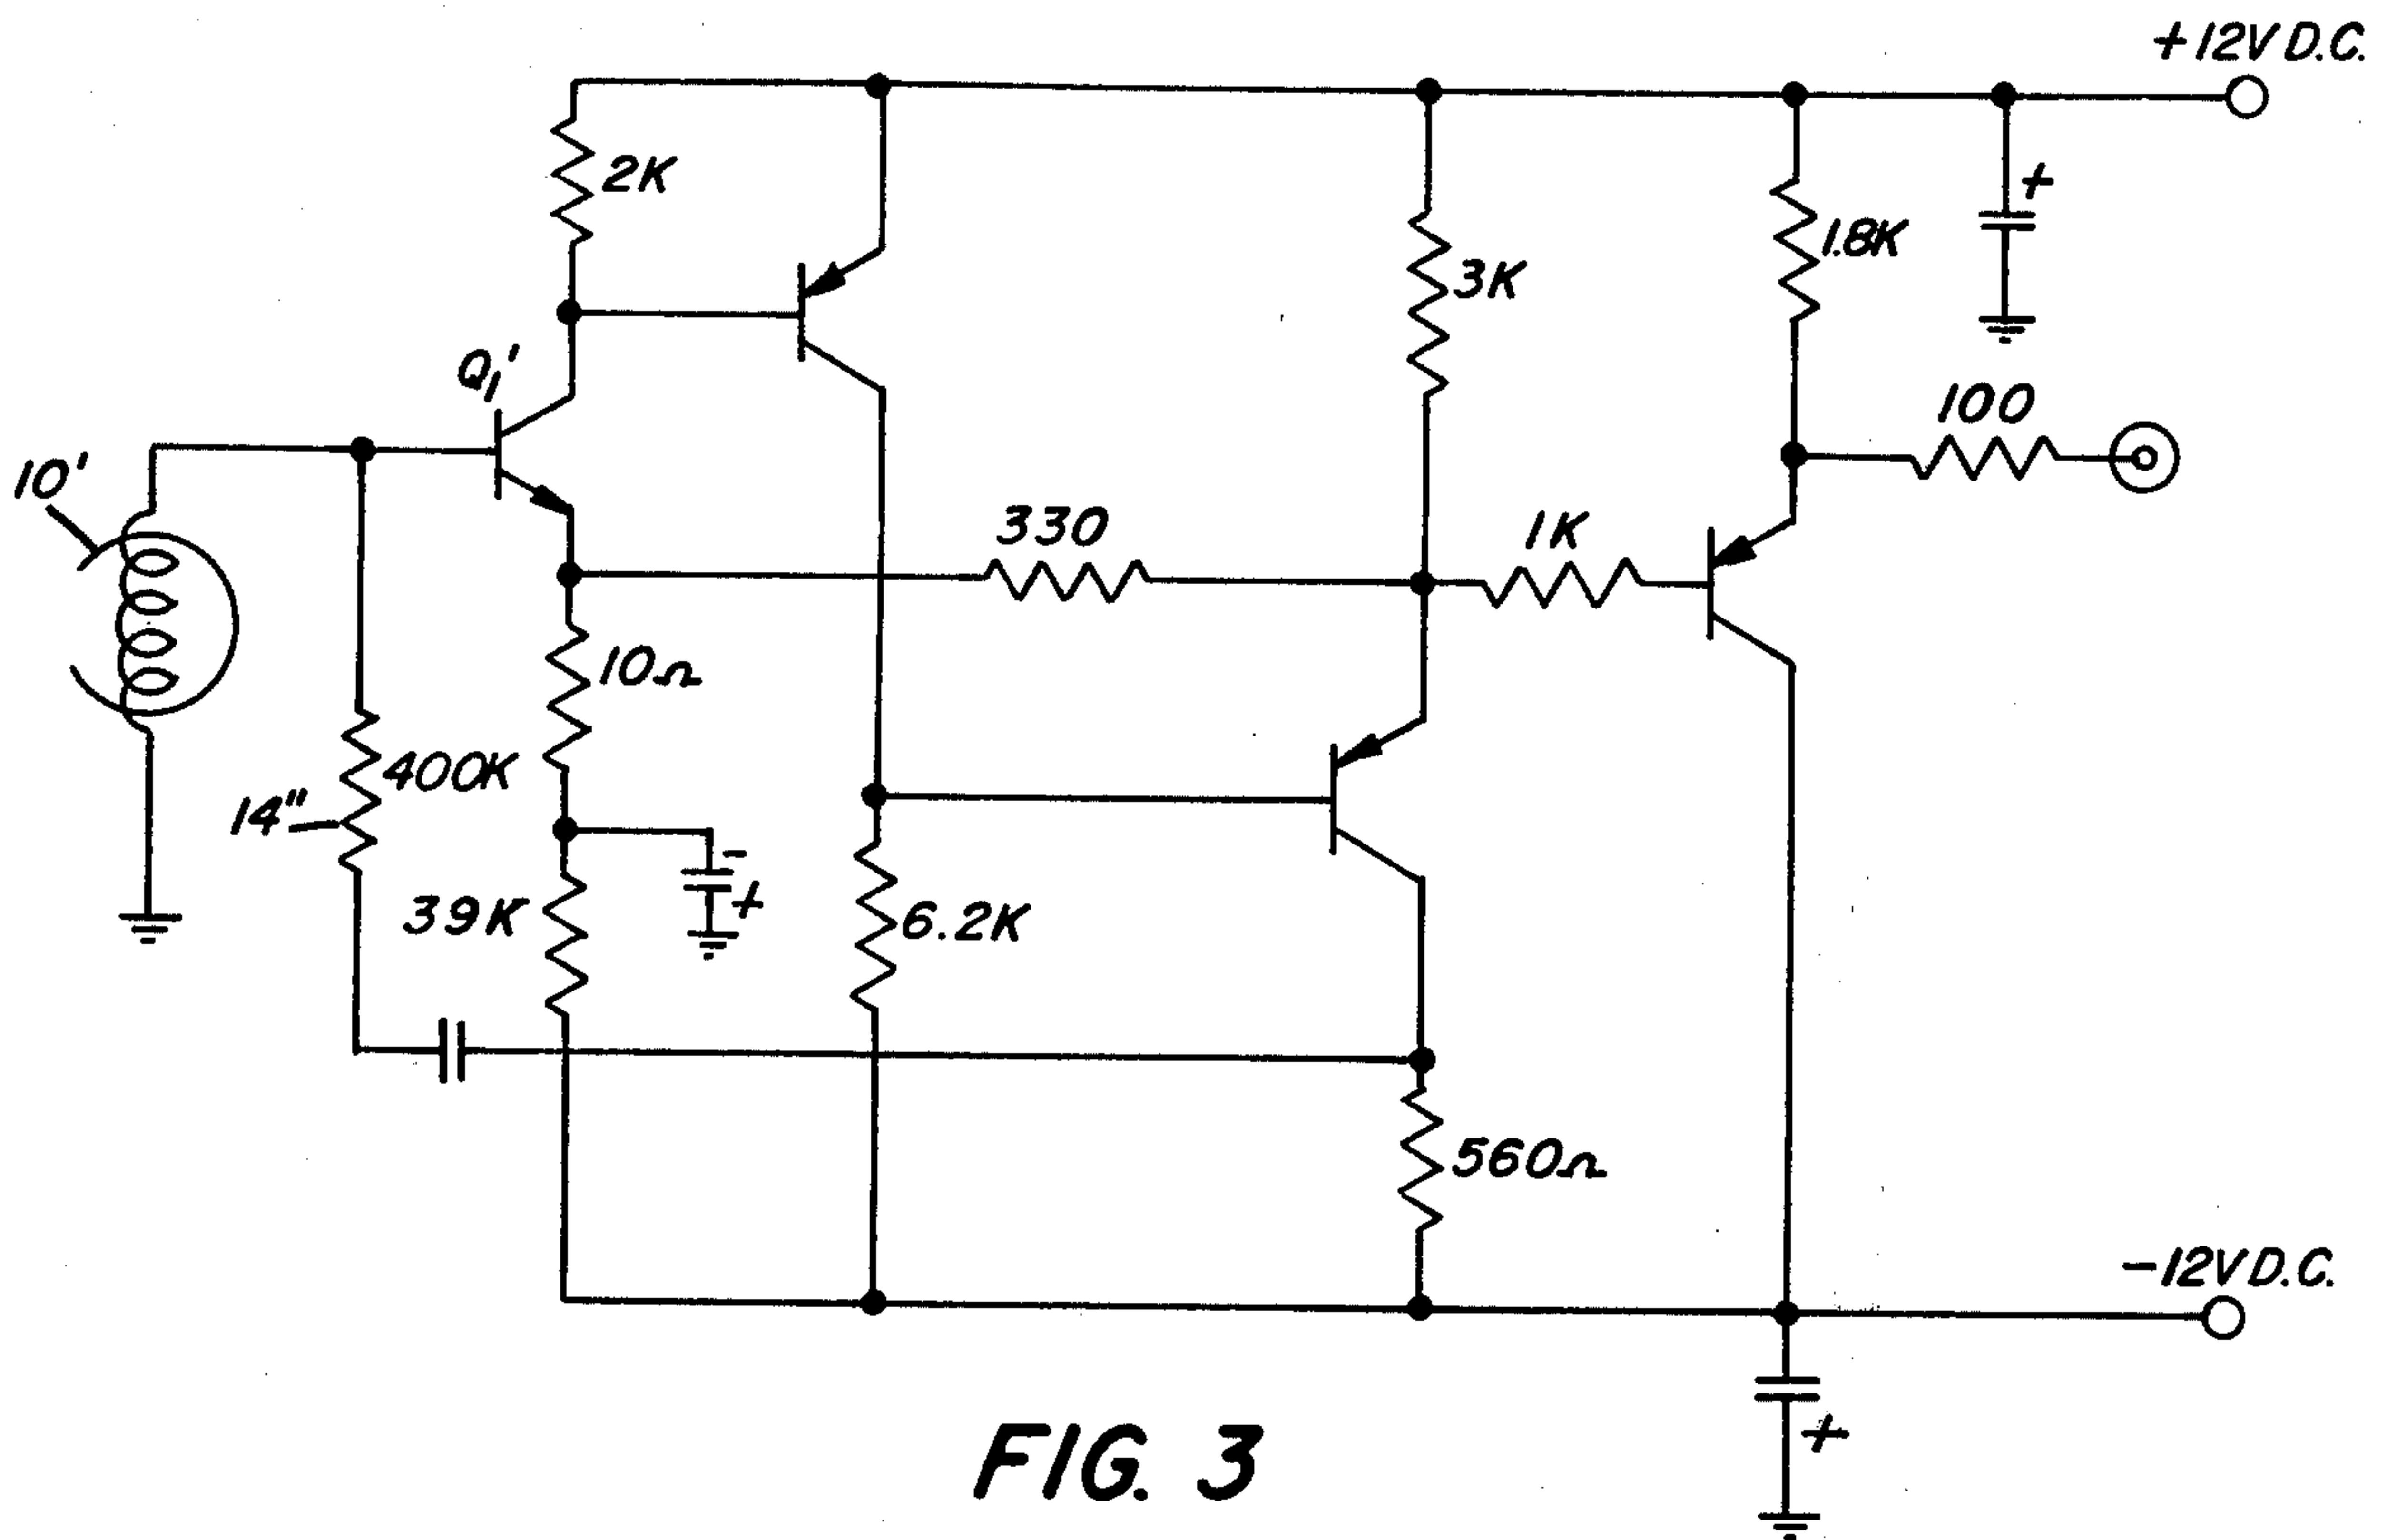 +12V D.C.
2K
1.8K
+
3K
Q1'
100
10'
330
1K
10Ω
400K
14"
-
+
39K
6.2K
560Ω
-12V D.C.
+
FIG. 3